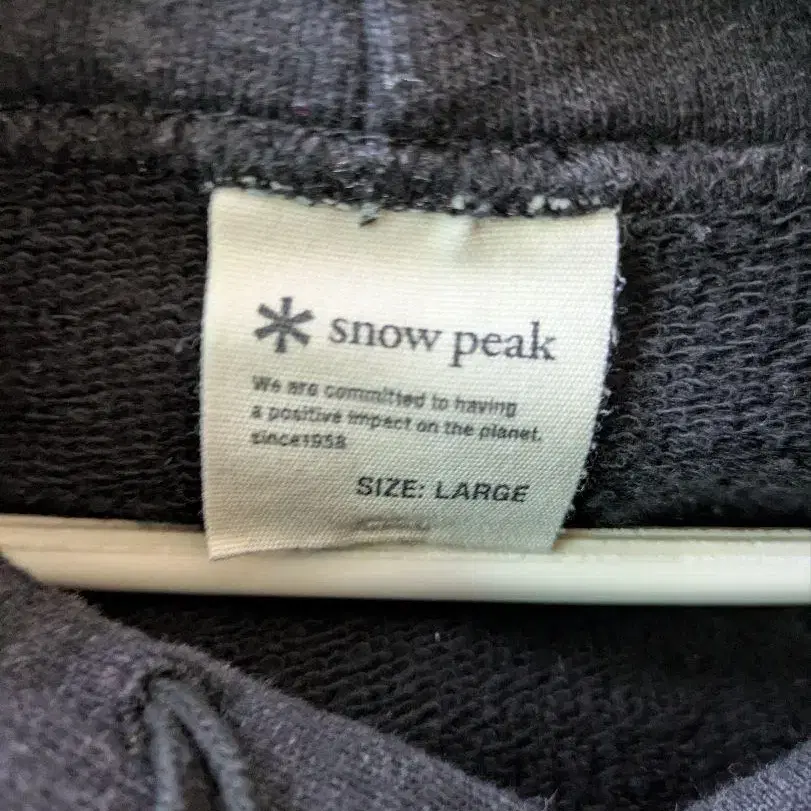 snow peak
We are committed to having
a positive impact on the planet.
since1958
SIZE: LARGE